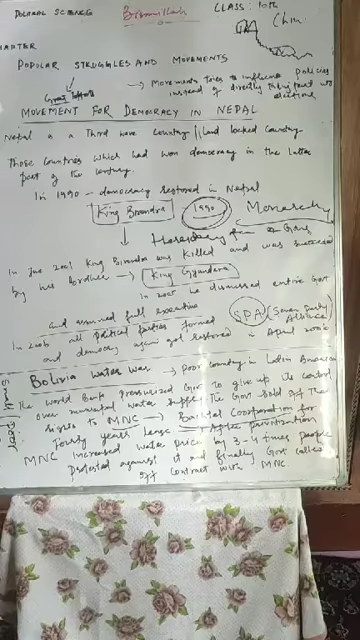 POLITICAL SCIENCE
CLASS: 10th
CHAPTER
POPULAR STRUGGLES AND MOVEMENTS
→ Movements tries to influence policies
instead of directly taking part in
elections
MOVEMENT FOR DEMOCRACY IN NEPAL
Nepal is a Third wave country || Land locked country
Those countries which had won democracy in the latter
part of the century.
In 1990 - democracy restored in Nepal
King Birendra
1990
Monarchy
In June 2001 King Birendra was killed and was succeeded
by his brother → King Gyanendra
in 2005 he dismissed entire Govt
and assumed full executive
In 2006 all political parties formed SPA (Seven Party
Alliance)
and democracy again got restored in April 2006
Bolivia Water War → Poor country in Latin American
The world Bank pressurized Govt to give up its control
over municipal water supply. The Govt sold off the
rights to MNC
forty years lease → After privatization
MNC increased water price by 3-4 times people
protested against it and finally Govt called
off contract with MNC